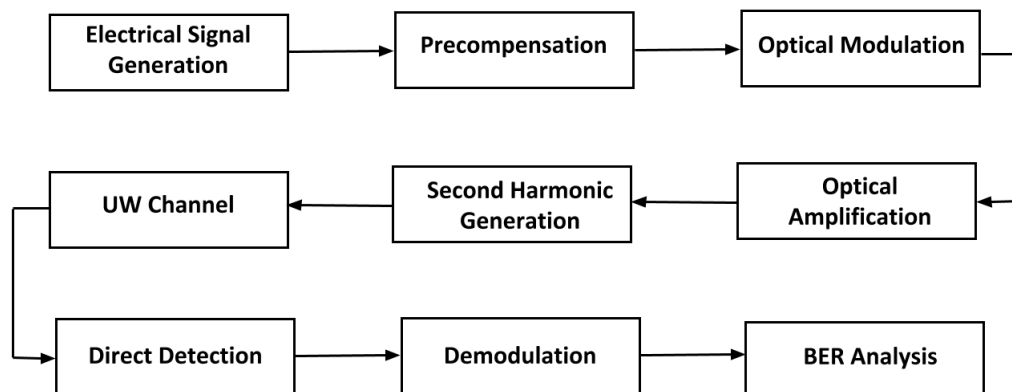 Electrical Signal
Generation
Precompensation
Optical Modulation
UW Channel
Second Harmonic
Generation
Optical
Amplification
Direct Detection
Demodulation
BER Analysis